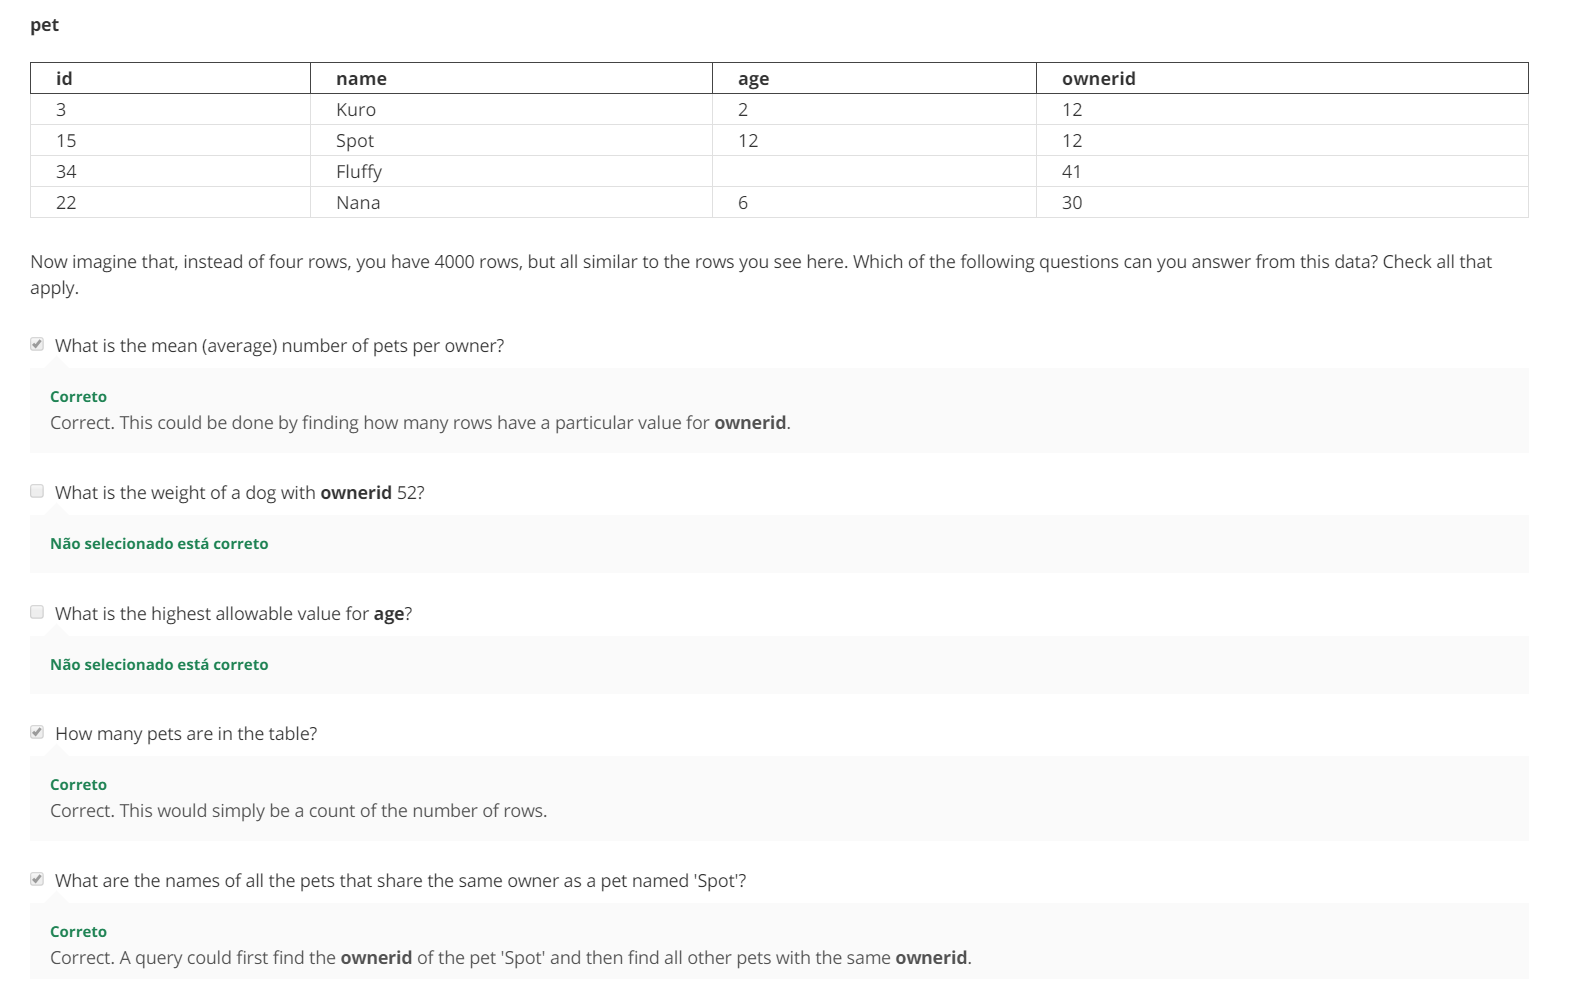 pet
id name age ownerid
3 Kuro 2 12
15 Spot 12 12
34 Fluffy 41
22 Nana 6 30
Now imagine that, instead of four rows, you have 4000 rows, but all similar to the rows you see here. Which of the following questions can you answer from this data? Check all that
apply.
What is the mean (average) number of pets per owner?
Correto
Correct. This could be done by finding how many rows have a particular value for ownerid.
What is the weight of a dog with ownerid 52?
Não selecionado está correto
What is the highest allowable value for age?
Não selecionado está correto
How many pets are in the table?
Correto
Correct. This would simply be a count of the number of rows.
What are the names of all the pets that share the same owner as a pet named 'Spot'?
Correto
Correct. A query could first find the ownerid of the pet 'Spot' and then find all other pets with the same ownerid.